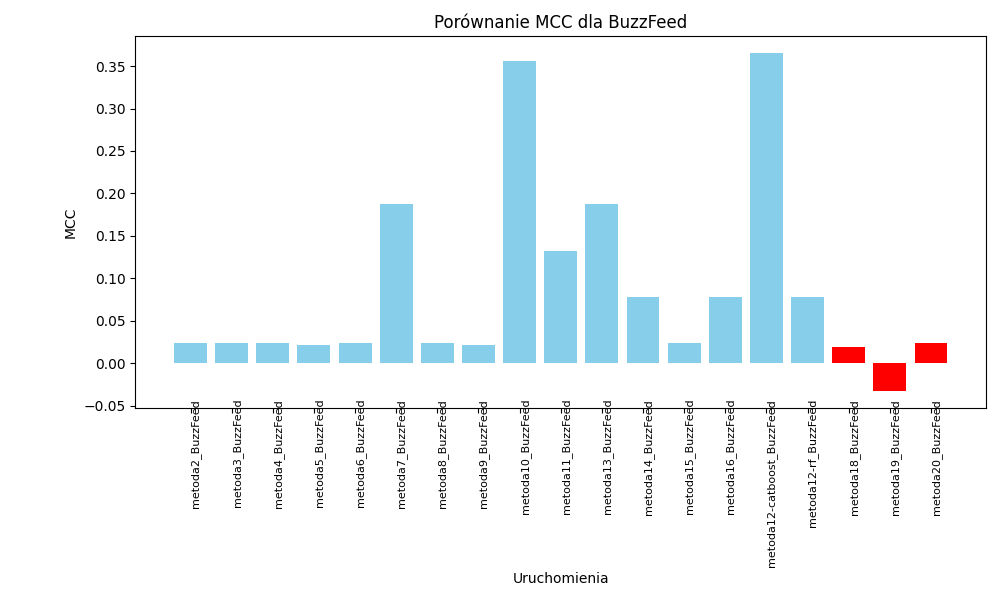 Porównanie MCC dla BuzzFeed
MCC
0.35
0.30
0.25
0.20
0.15
0.10
0.05
0.00
−0.05
metoda2_BuzzFeed
metoda3_BuzzFeed
metoda4_BuzzFeed
metoda5_BuzzFeed
metoda6_BuzzFeed
metoda7_BuzzFeed
metoda8_BuzzFeed
metoda9_BuzzFeed
metoda10_BuzzFeed
metoda11_BuzzFeed
metoda13_BuzzFeed
metoda14_BuzzFeed
metoda15_BuzzFeed
metoda16_BuzzFeed
metoda12-catboost_BuzzFeed
metoda12-rf_BuzzFeed
metoda18_BuzzFeed
metoda19_BuzzFeed
metoda20_BuzzFeed
Uruchomienia